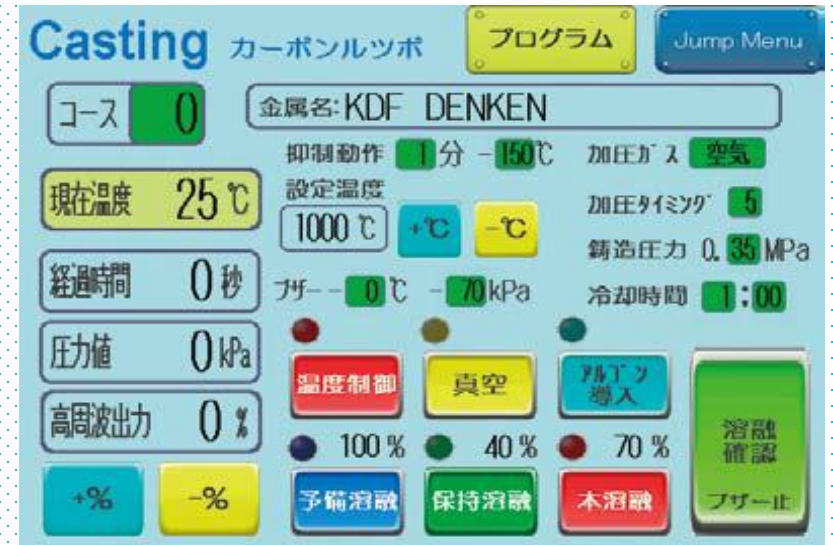 Casting カーボンルツボ
プログラム
Jump Menu
コース 0
金属名:KDF DENKEN
抑制動作 1分 -150℃
加圧ガス 空気
現在温度 25℃
設定温度
1000℃
+℃
-℃
加圧タイミング 5
鋳造圧力 0.35MPa
経過時間 0秒
ブザー -0℃ -70kPa
冷却時間 1:00
圧力値 0kPa
温度制御
真空
アルゴン
導入
高周波出力 0%
100%
40%
70%
溶融
確認
ブザー止
+%
-%
予備溶融
保持溶融
本溶融